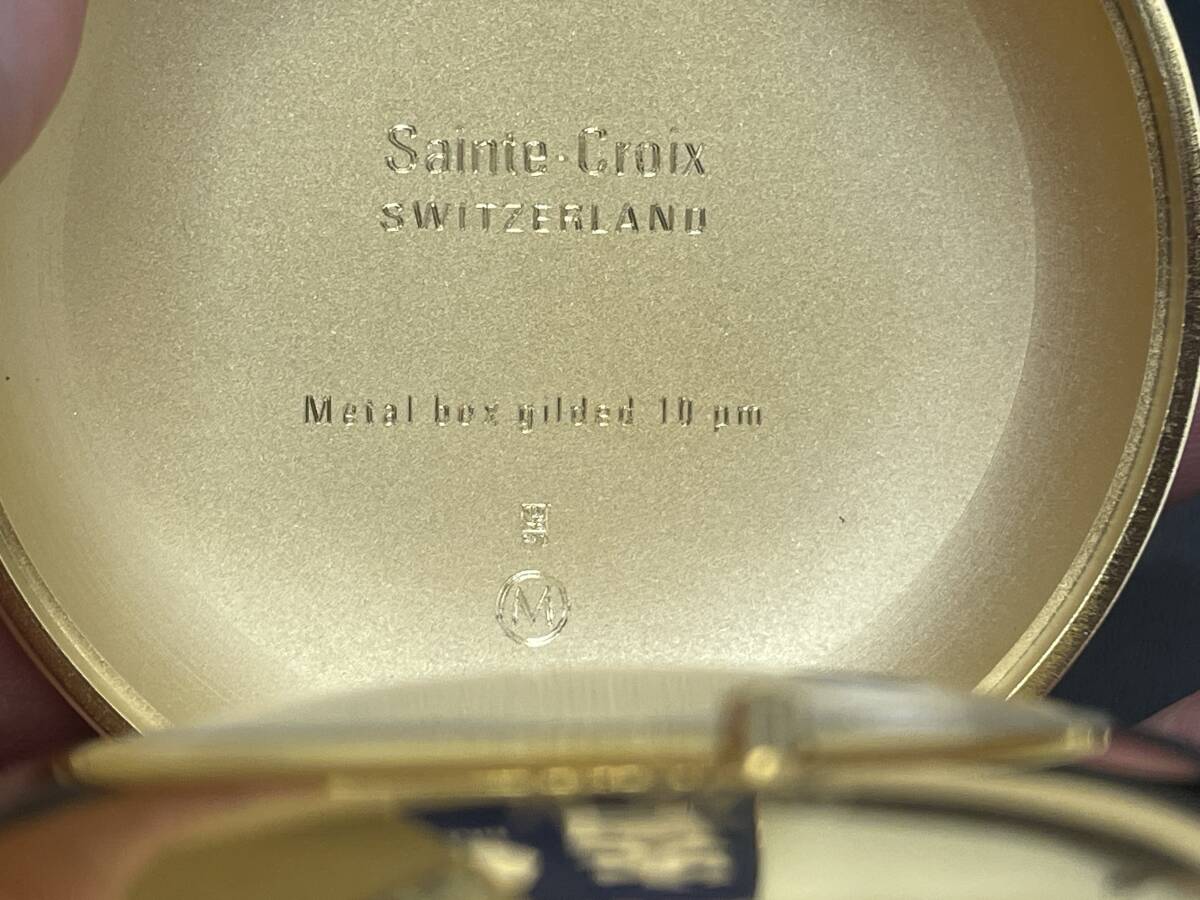 Sainte-Croix
SWITZERLAND
Metal box gilded 10 µm
M